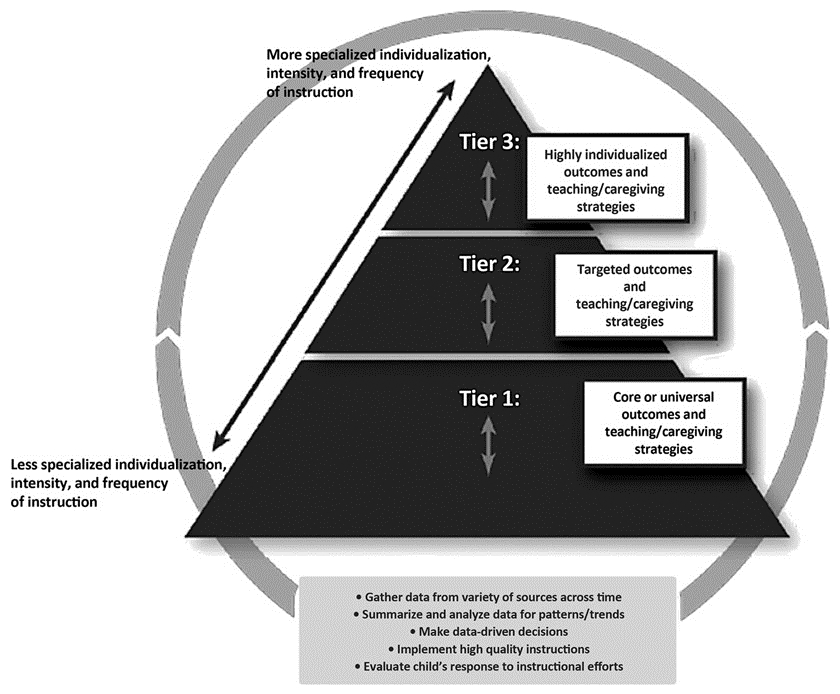 More specialized individualization,
intensity, and frequency
of instruction
Tier 3:
Highly individualized
outcomes and
teaching/caregiving
strategies
Tier 2:
Targeted outcomes
and
teaching/caregiving
strategies
Tier 1:
Core or universal
outcomes and
teaching/caregiving
strategies
Less specialized individualization,
intensity, and frequency
of instruction
• Gather data from variety of sources across time
• Summarize and analyze data for patterns/trends
• Make data-driven decisions
• Implement high quality instructions
• Evaluate child's response to instructional efforts